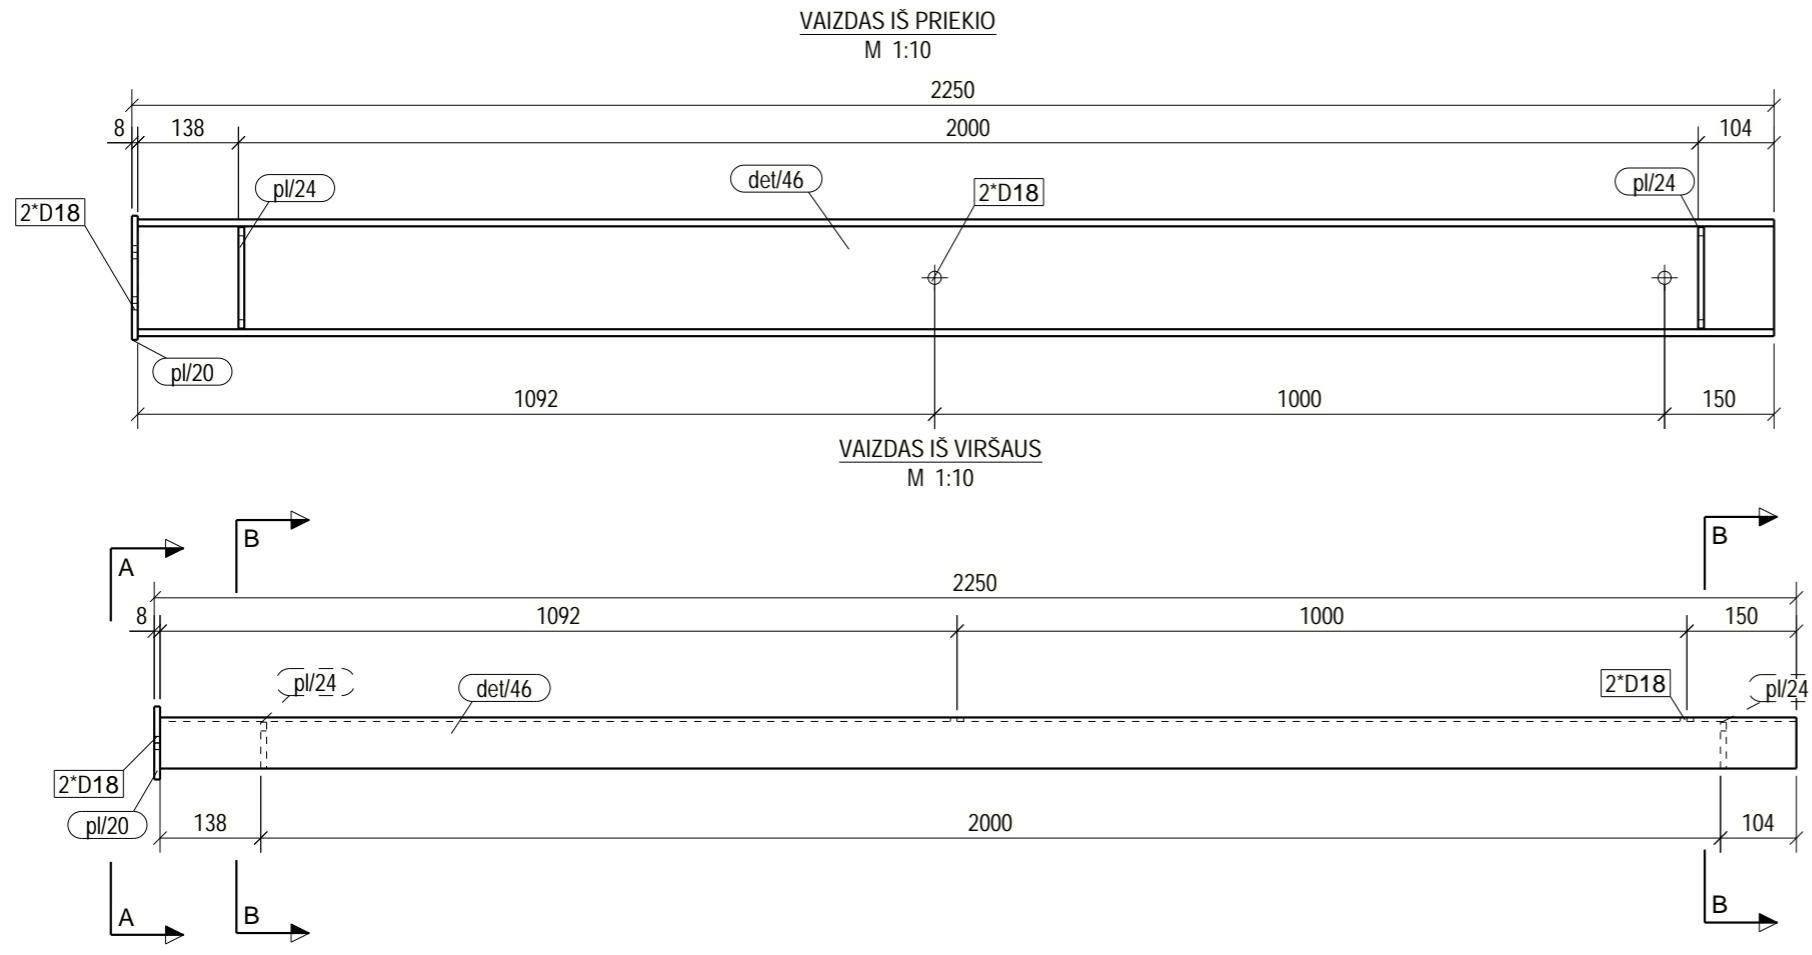 VAIZDAS IŠ PRIEKIO
M 1:10
2250
8 138 2000 104
pl/24 det/46 2*D18 pl/24
2*D18
pl/20
1092 1000 150
VAIZDAS IŠ VIRŠAUS
M 1:10
B B
A
2250
8 1092 1000 150
pl/24 det/46 2*D18 pl/24
2*D18
pl/20 138 2000 104
A B B